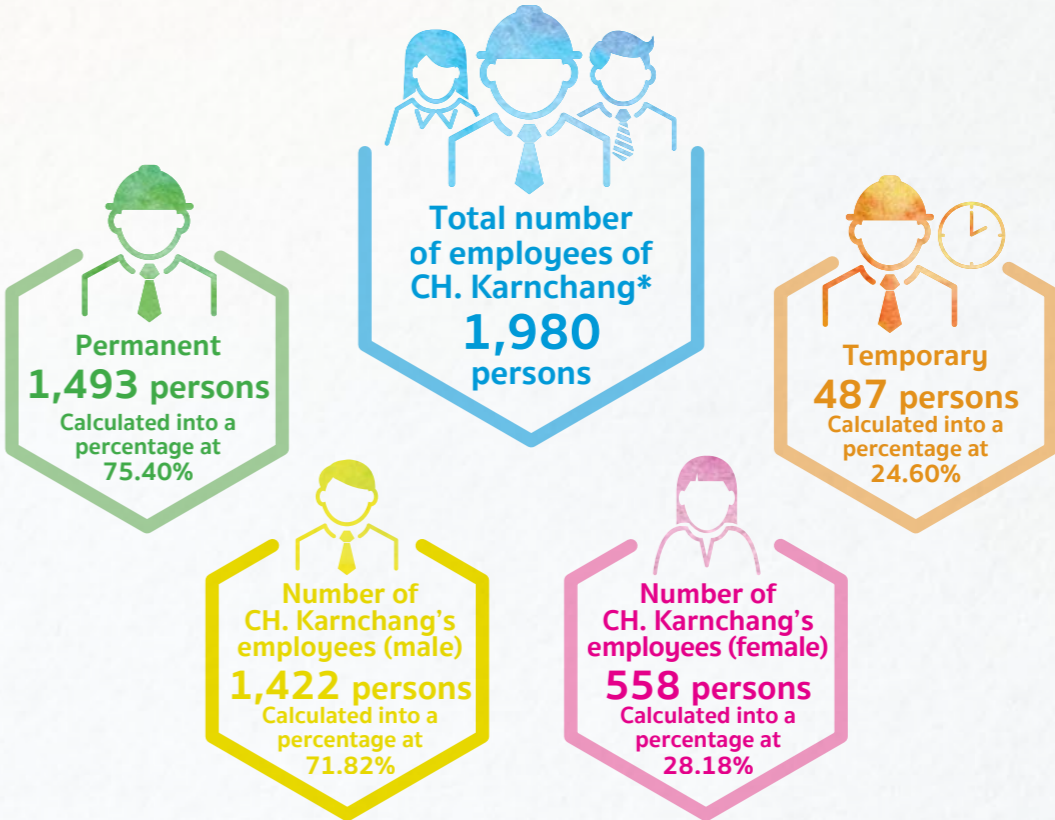 Total number
of employees of
CH. Karnchang*
1,980
persons
Permanent
1,493 persons
Calculated into a
percentage at
75.40%
Temporary
487 persons
Calculated into a
percentage at
24.60%
Number of
CH. Karnchang's
employees (male)
1,422 persons
Calculated into a
percentage at
71.82%
Number of
CH. Karnchang's
employees (female)
558 persons
Calculated into a
percentage at
28.18%